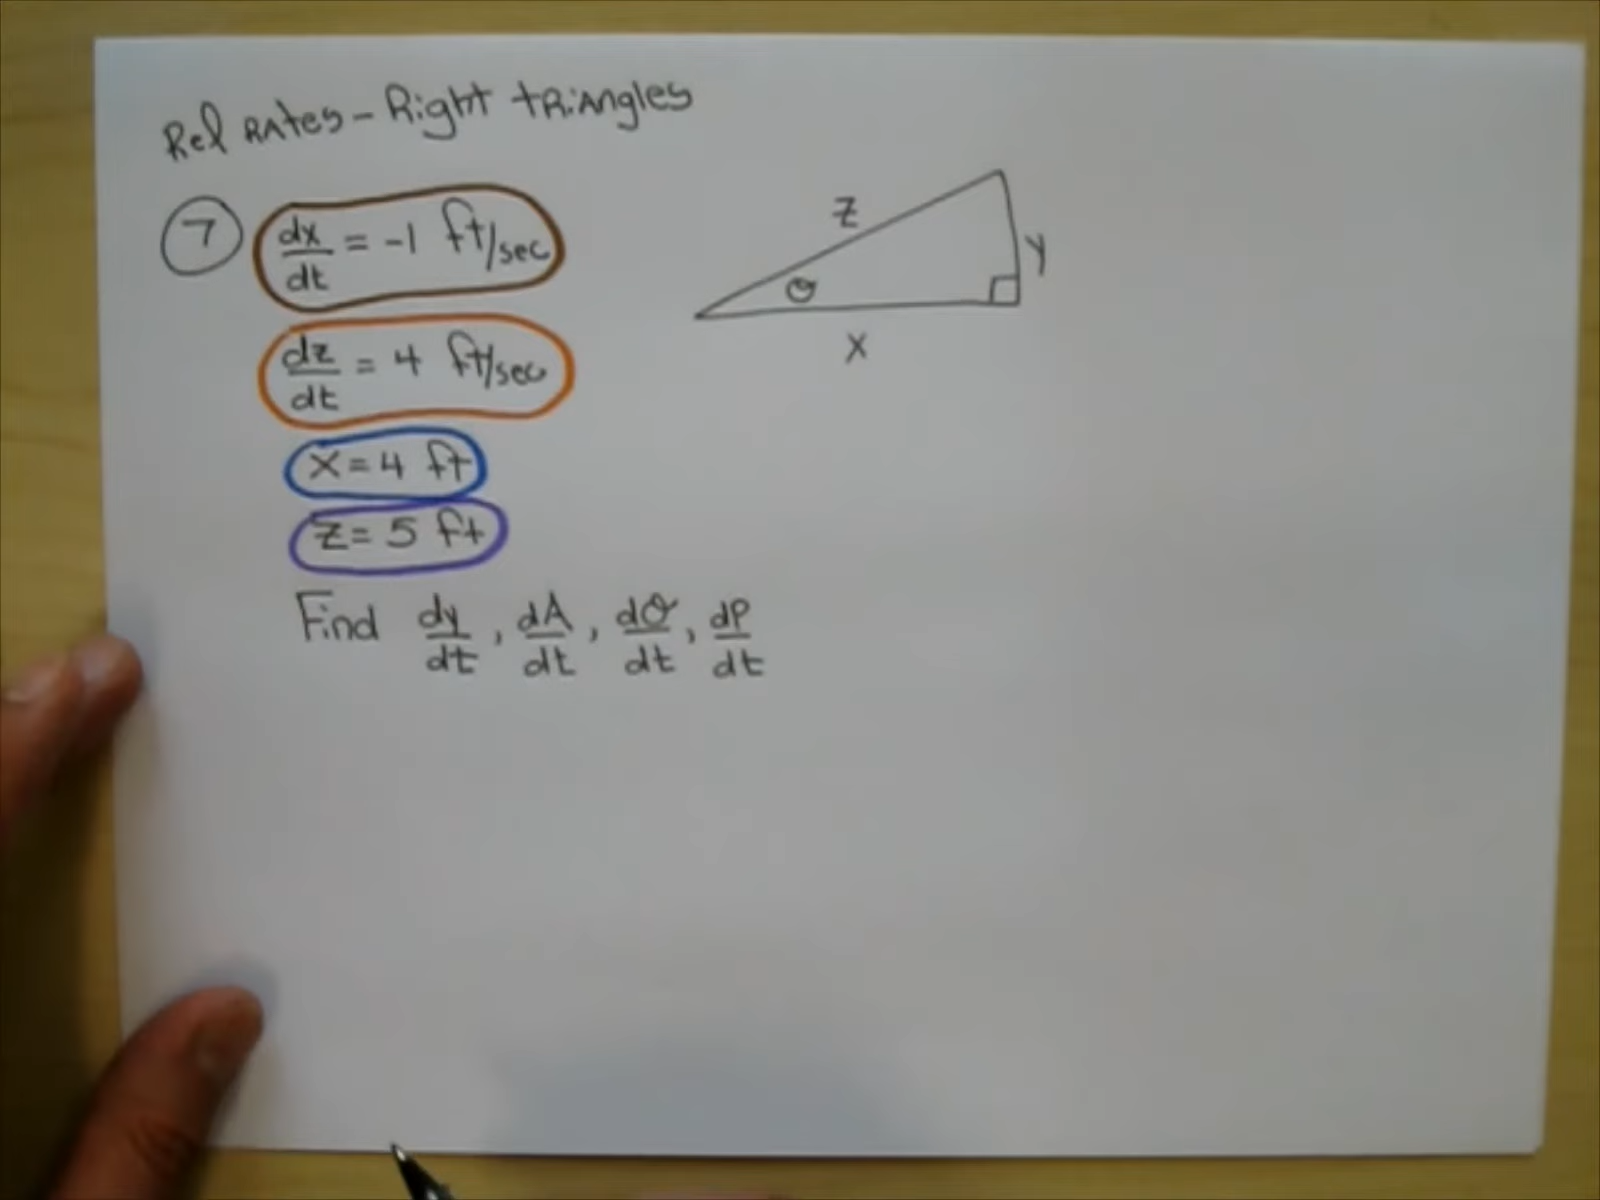 Rel Rates - Right triangles
7 dx/dt = -1 ft/sec
dz/dt = 4 ft/sec
x = 4 ft
z = 5 ft
Find dy/dt, dA/dt, dθ/dt, dP/dt
z
y
θ
x